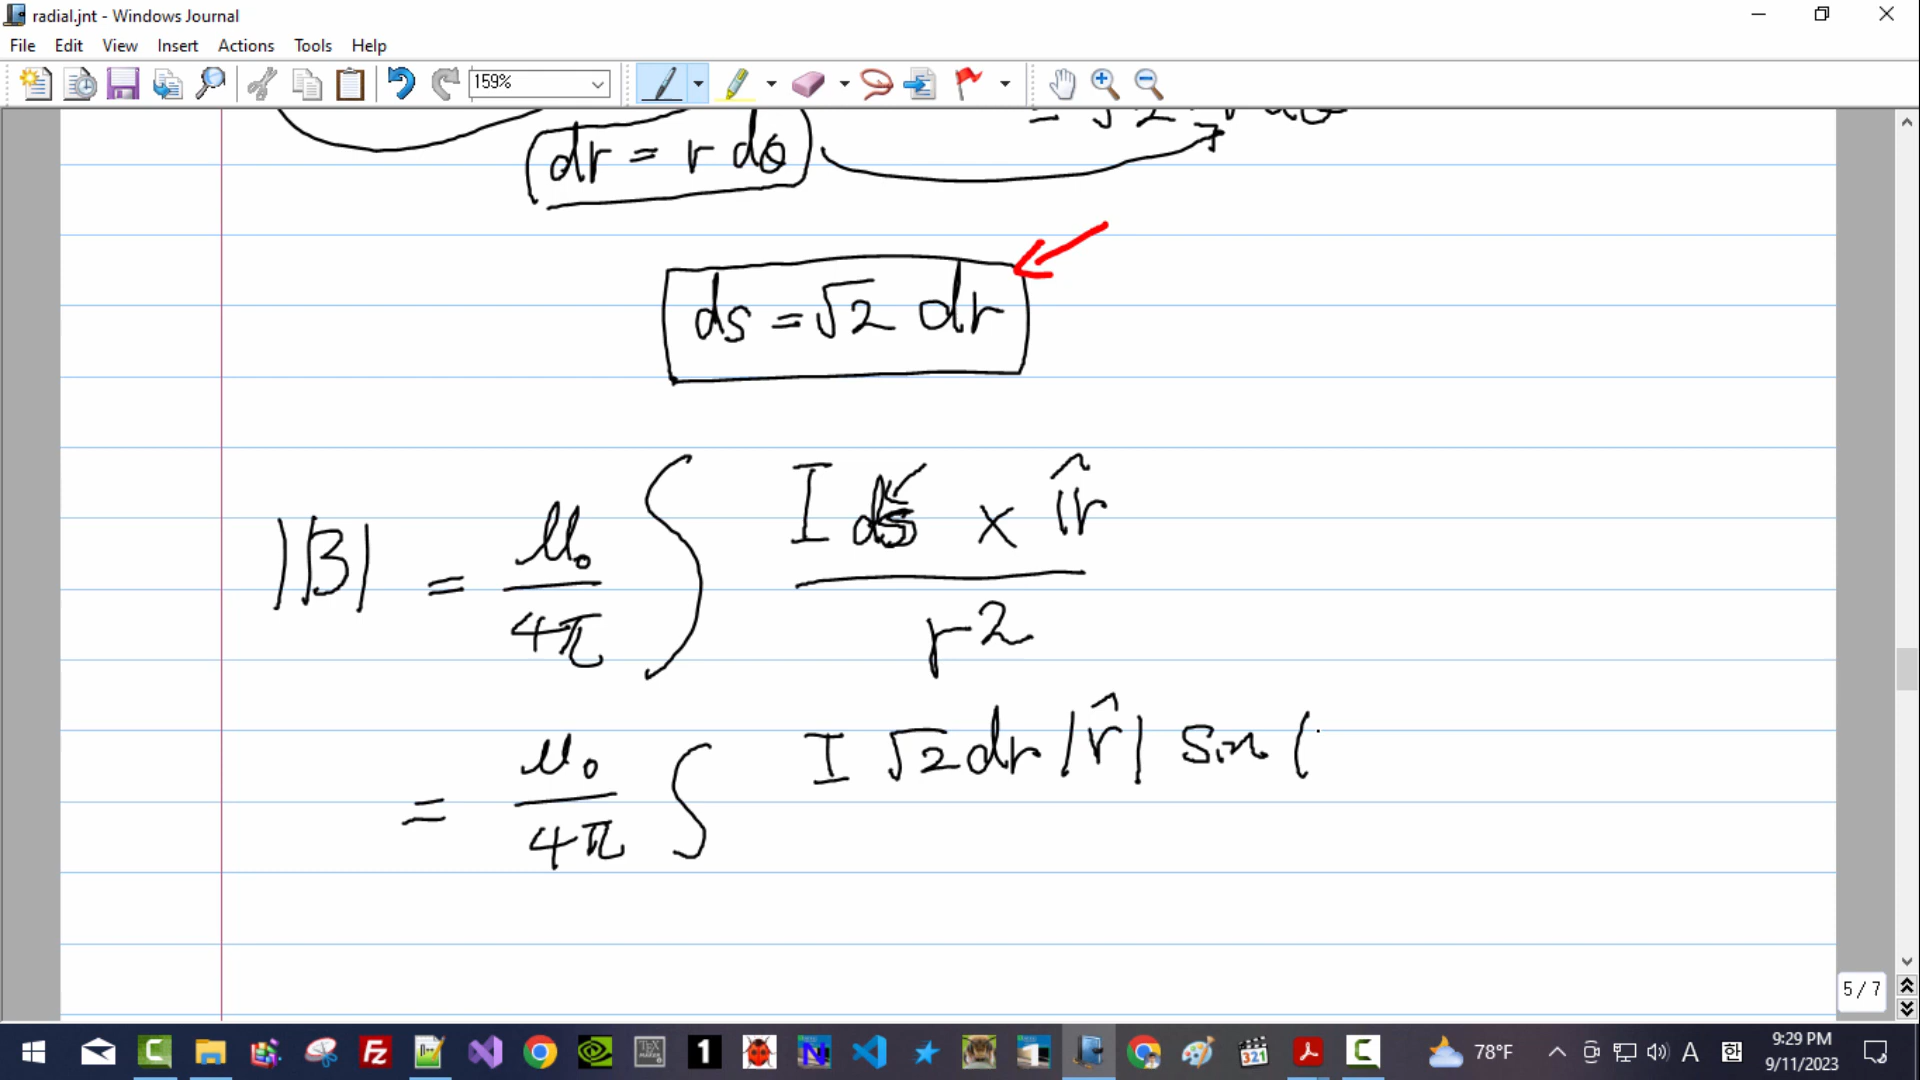 radial.jnt - Windows Journal
File Edit View Insert Actions Tools Help
159%
dr = r dθ
ds = √2 dr
|B| = μ₀/4π ∫ I ds × r̂ / r²
= μ₀/4π ∫ I √2 dr |r̂| sin (
5 / 7
78°F
A
한
9:29 PM
9/11/2023